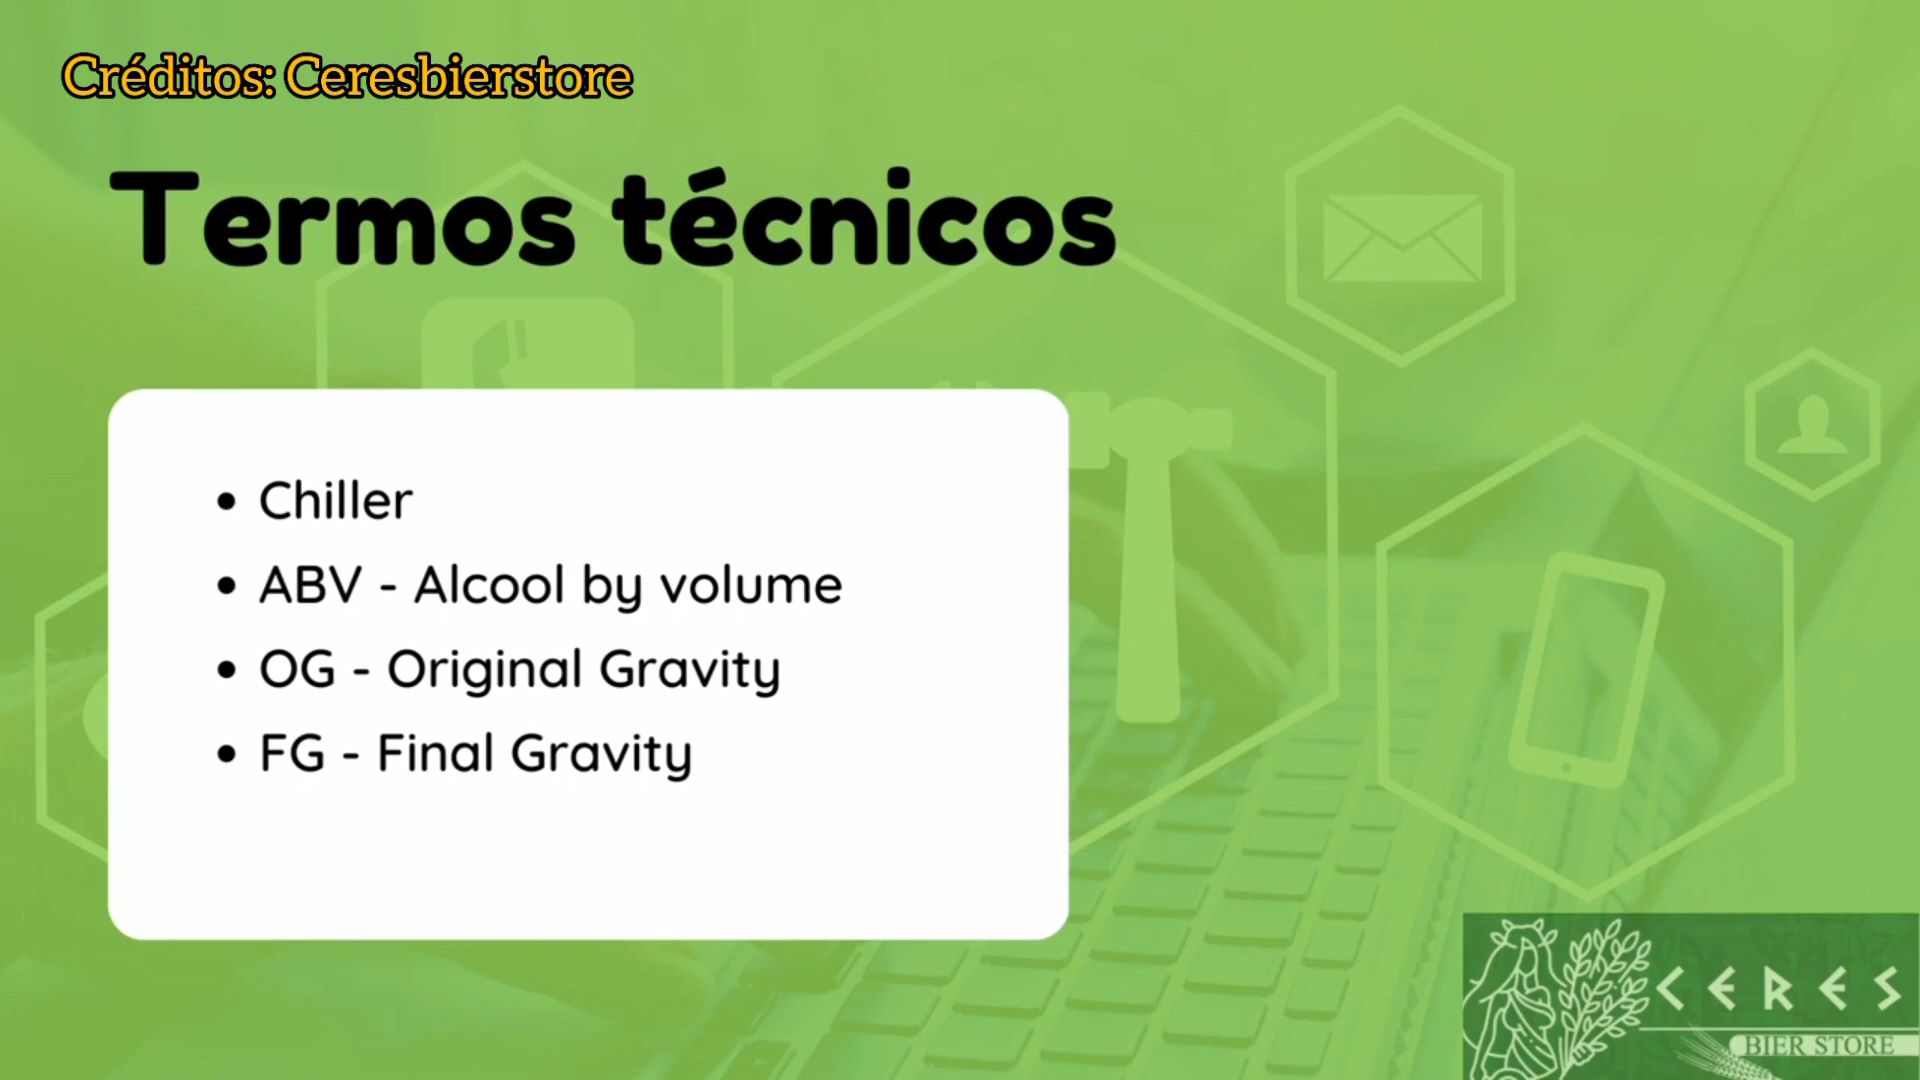 Créditos: Ceresbierstore
Termos técnicos
• Chiller
• ABV - Alcool by volume
• OG - Original Gravity
• FG - Final Gravity
CERES
BIER STORE